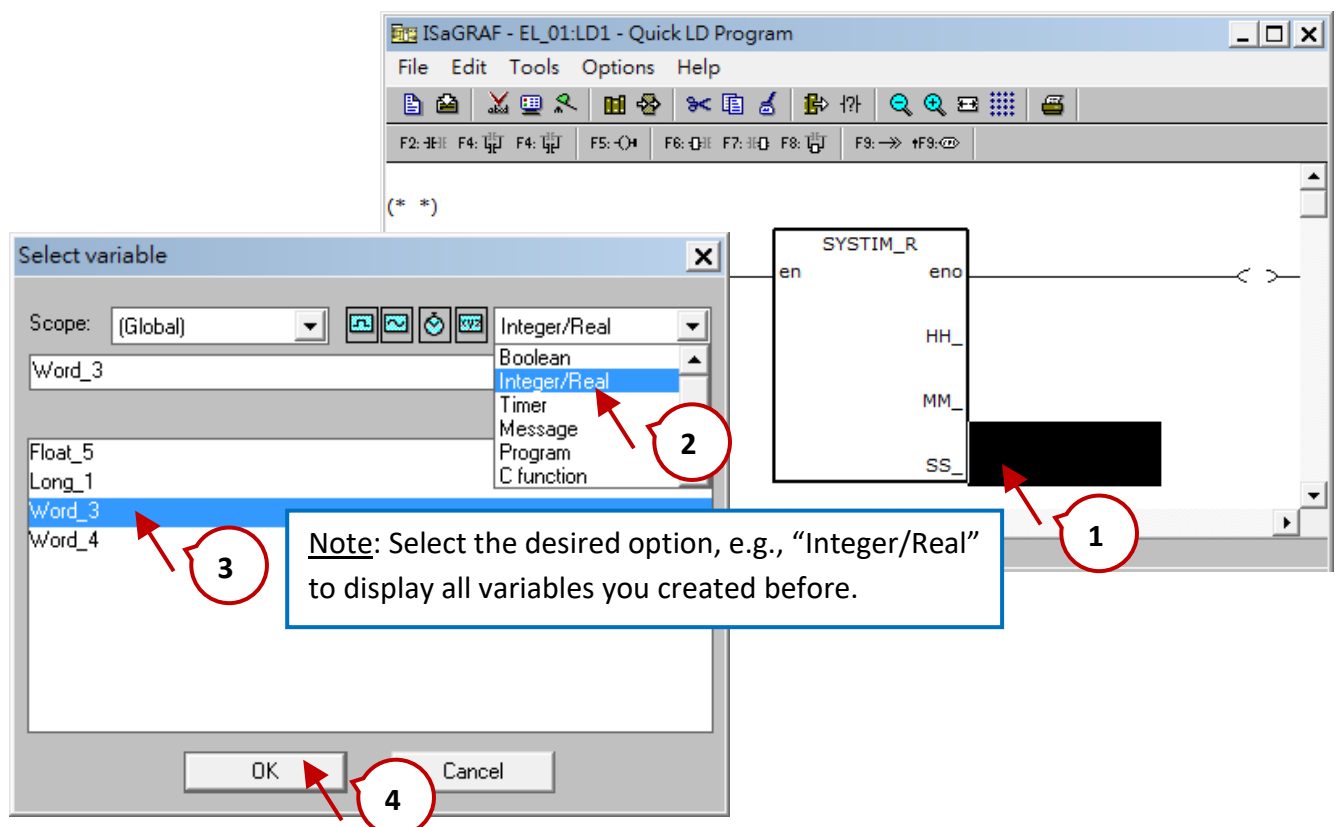 ISaGRAF - EL_01:LD1 - Quick LD Program
File Edit Tools Options Help
F2: F4: F4: F5: F6: F7: F8: F9: F9:
(* *)
SYSTIM_R
en eno
HH_
MM_
SS_
1
Select variable
Scope: (Global) xyz Integer/Real
Word_3
Boolean
Integer/Real
Timer
Message
Program
C function
2
Float_5
Long_1
Word_3
Word_4
3
Note: Select the desired option, e.g., “Integer/Real”
to display all variables you created before.
OK Cancel
4